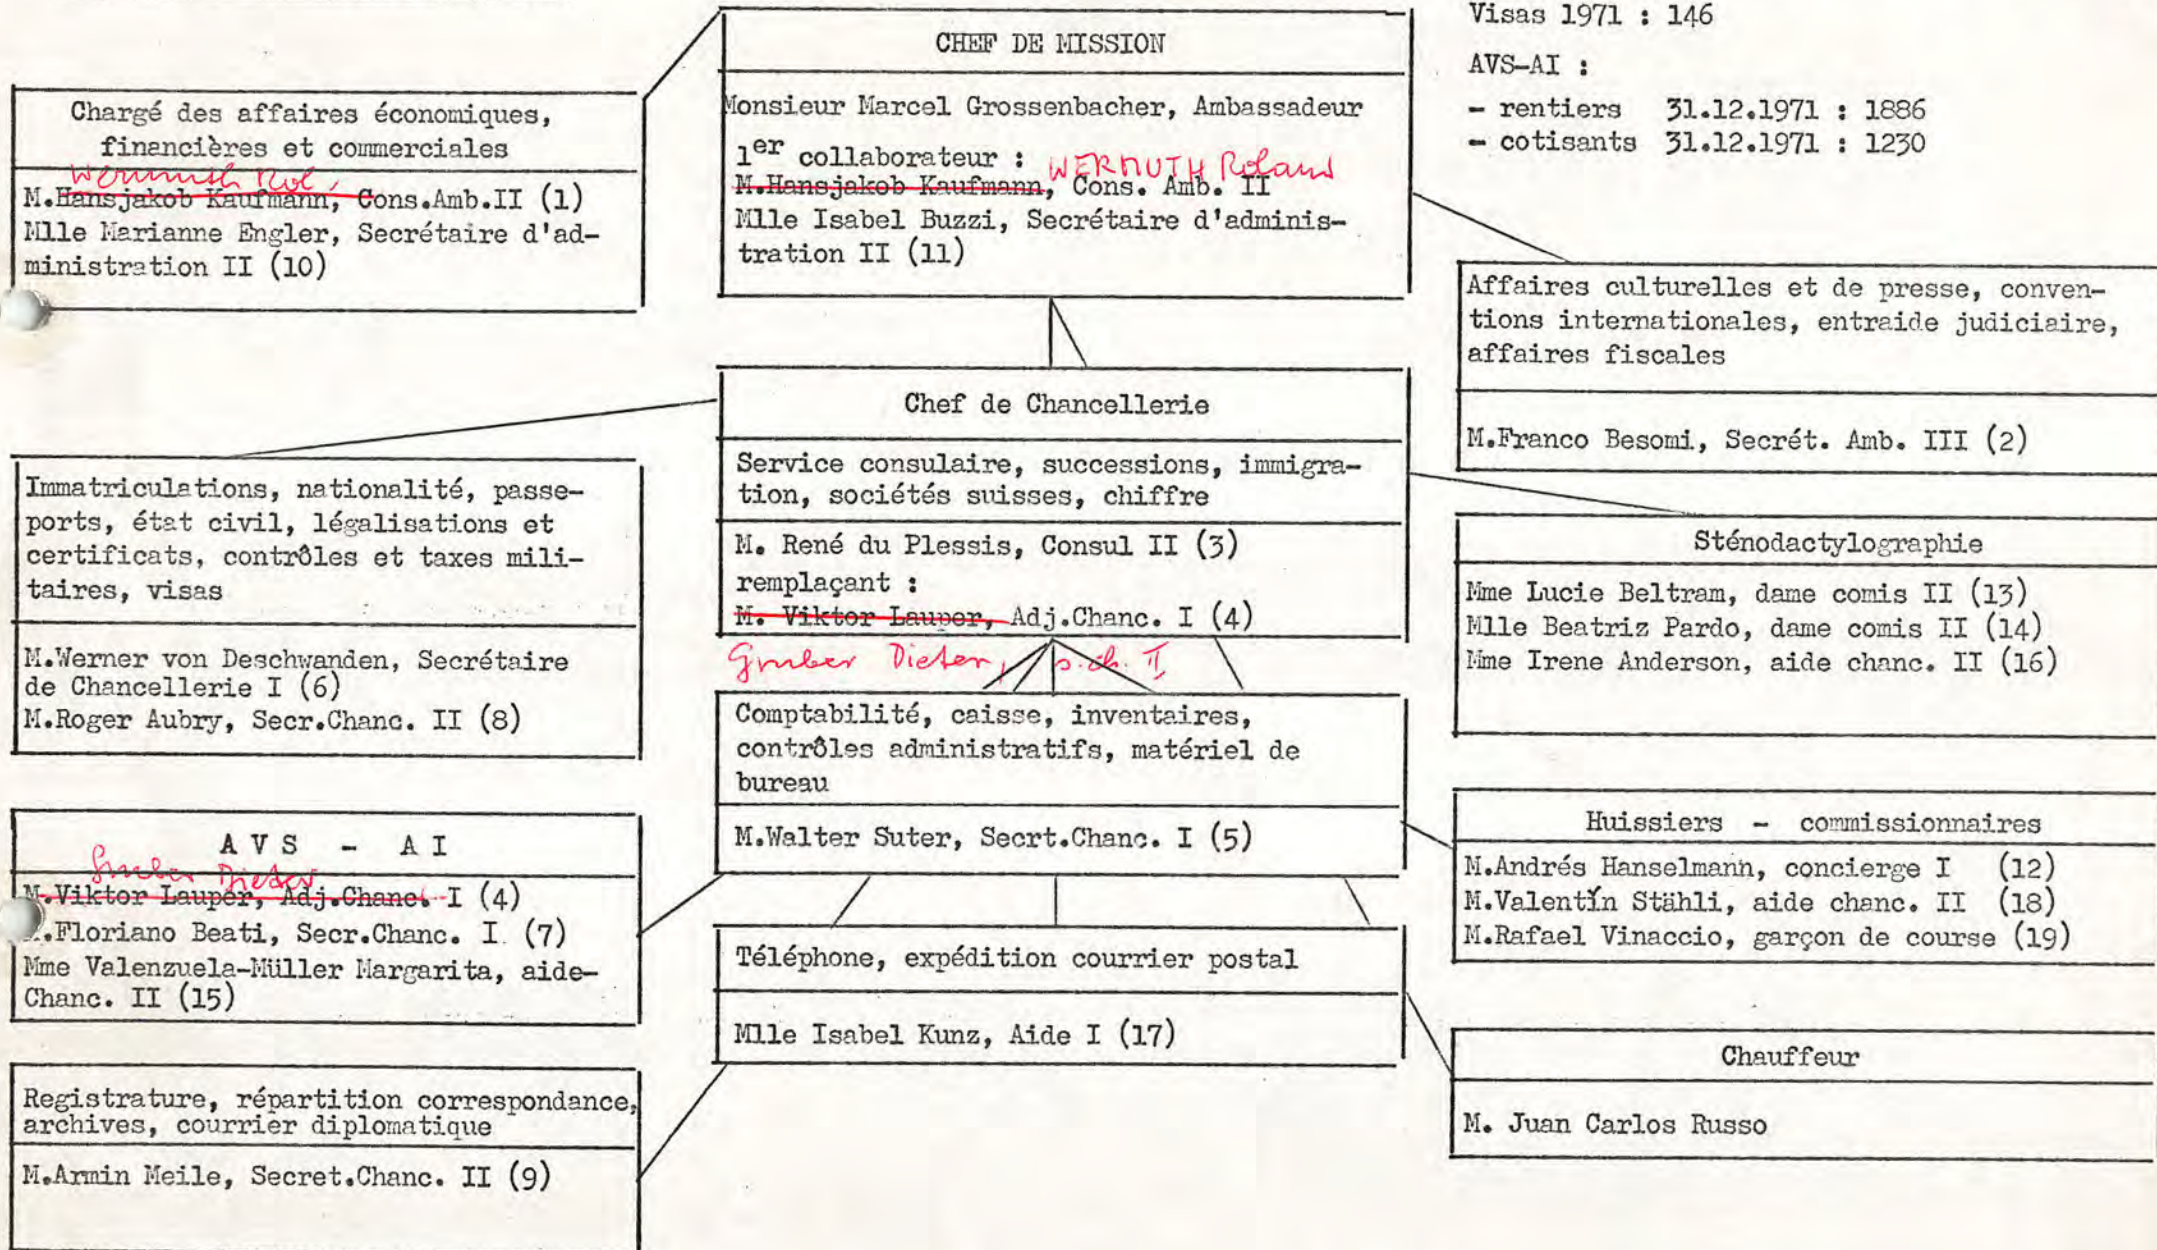 Visas 1971 : 146
AVS-AI :
- rentiers 31.12.1971 : 1886
- cotisants 31.12.1971 : 1230
CHEF DE MISSION
Monsieur Marcel Grossenbacher, Ambassadeur
1er collaborateur :
WERMUTH Roland
M.Hansjakob Kaufmann, Cons. Amb. II
Mlle Isabel Buzzi, Secrétaire d'adminis-
tration II (11)
Chargé des affaires économiques,
financières et commerciales
Wermuth Rol.
M.Hansjakob Kaufmann, Cons.Amb.II (1)
Mlle Marianne Engler, Secrétaire d'ad-
ministration II (10)
Affaires culturelles et de presse, conven-
tions internationales, entraide judiciaire,
affaires fiscales
M.Franco Besomi, Secrét. Amb. III (2)
Chef de Chancellerie
Service consulaire, successions, immigra-
tion, sociétés suisses, chiffre
M. René du Plessis, Consul II (3)
remplaçant :
M. Viktor Lauper, Adj.Chanc. I (4)
Gruber Dieter, s.ch. I
Immatriculations, nationalité, passe-
ports, état civil, légalisations et
certificats, contrôles et taxes mili-
taires, visas
M.Werner von Deschwanden, Secrétaire
de Chancellerie I (6)
M.Roger Aubry, Secr.Chanc. II (8)
Sténodactylographie
Mme Lucie Beltram, dame comis II (13)
Mlle Beatriz Pardo, dame comis II (14)
Mme Irene Anderson, aide chanc. II (16)
Comptabilité, caisse, inventaires,
contrôles administratifs, matériel de
bureau
M.Walter Suter, Secrt.Chanc. I (5)
A V S - A I
Gruber Dieter
M.Viktor Lauper, Adj.Chanc. I (4)
M.Floriano Beati, Secr.Chanc. I (7)
Mme Valenzuela-Müller Margarita, aide-
Chanc. II (15)
Huissiers - commissionnaires
M.Andrés Hanselmann, concierge I (12)
M.Valentín Stähli, aide chanc. II (18)
M.Rafael Vinaccio, garçon de course (19)
Téléphone, expédition courrier postal
Mlle Isabel Kunz, Aide I (17)
Chauffeur
M. Juan Carlos Russo
Registrature, répartition correspondance,
archives, courrier diplomatique
M.Armin Meile, Secret.Chanc. II (9)